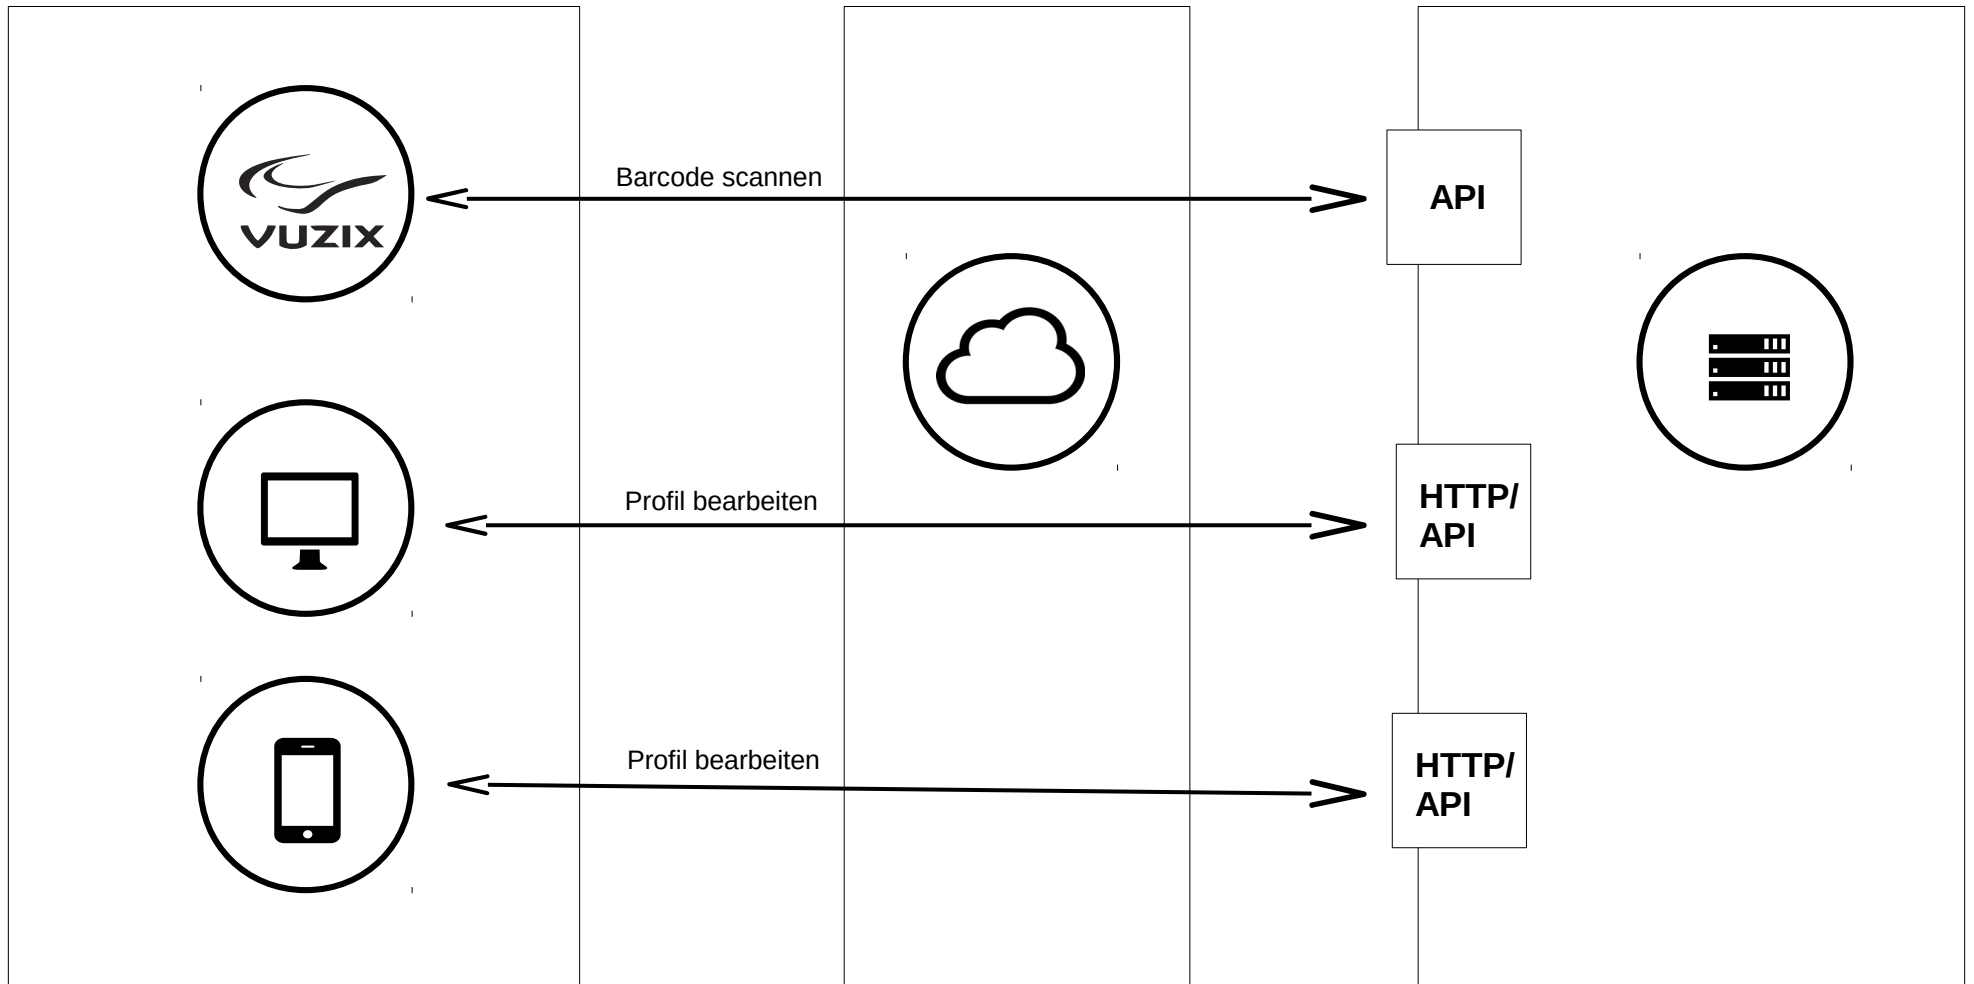 VUZIX
Barcode scannen
API
Profil bearbeiten
HTTP/
API
Profil bearbeiten
HTTP/
API